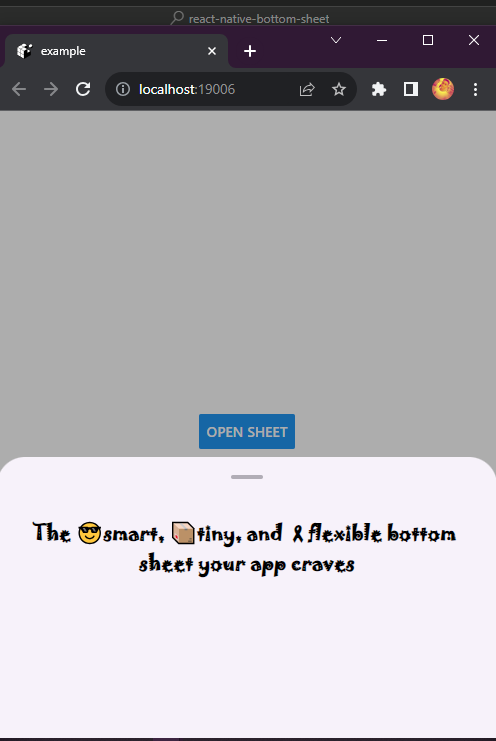 react-native-bottom-sheet
example
localhost:19006
OPEN SHEET
The 😎smart, 📦tiny, and 🎗flexible bottom
sheet your app craves